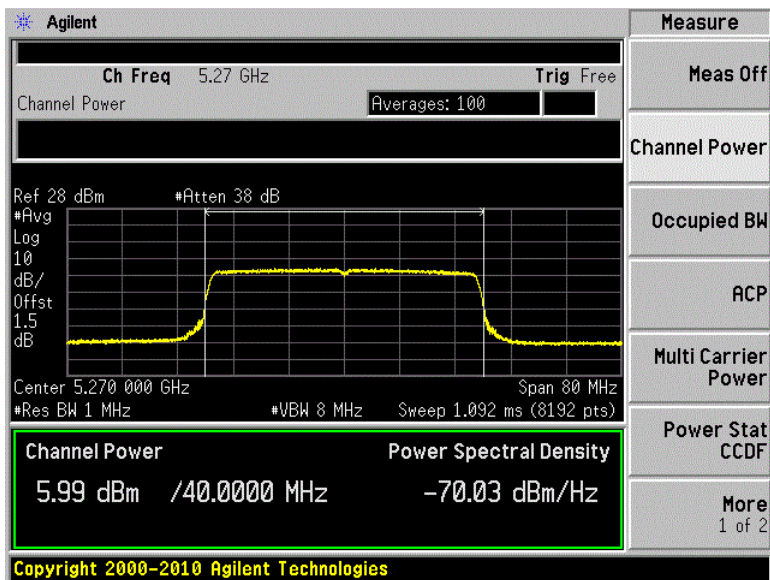 Agilent
Measure
Ch Freq 5.27 GHz Trig Free
Channel Power Averages: 100
Ref 28 dBm #Atten 38 dB
#Avg
Log
10
dB/
Offst
1.5
dB
Center 5.270 000 GHz Span 80 MHz
#Res BW 1 MHz #VBW 8 MHz Sweep 1.092 ms (8192 pts)
Channel Power Power Spectral Density
5.99 dBm /40.0000 MHz -70.03 dBm/Hz
Copyright 2000-2010 Agilent Technologies
Meas Off
Channel Power
Occupied BW
ACP
Multi Carrier
Power
Power Stat
CCDF
More
1 of 2